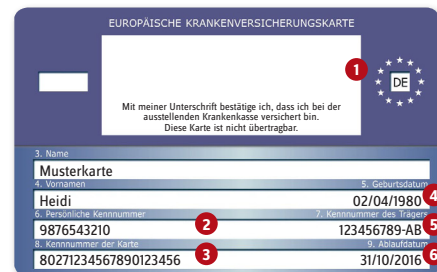 EUROPÄISCHE KRANKENVERSICHERUNGSKARTE
1
DE
Mit meiner Unterschrift bestätige ich, dass ich bei der
ausstellenden Krankenkasse versichert bin.
Diese Karte ist nicht übertragbar.
3. Name
Musterkarte
4. Vornamen 5. Geburtsdatum
Heidi 02/04/1980 4
6. Persönliche Kennnummer 7. Kennnummer des Trägers
9876543210 2 123456789-AB 5
8. Kennnummer der Karte 9. Ablaufdatum
80271234567890123456 3 31/10/2016 6